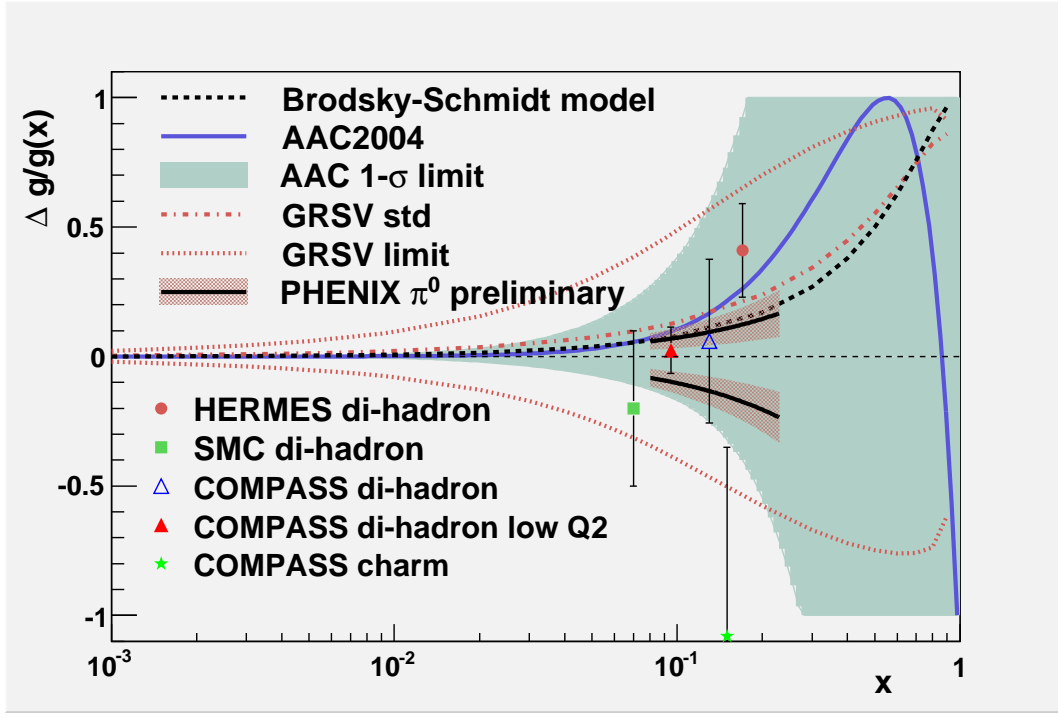 Δ g/g(x)
1
0.5
0
-0.5
-1
Brodsky-Schmidt model
AAC2004
AAC 1-σ limit
GRSV std
GRSV limit
PHENIX π⁰ preliminary
HERMES di-hadron
SMC di-hadron
COMPASS di-hadron
COMPASS di-hadron low Q2
COMPASS charm
10⁻³
10⁻²
10⁻¹
1
x